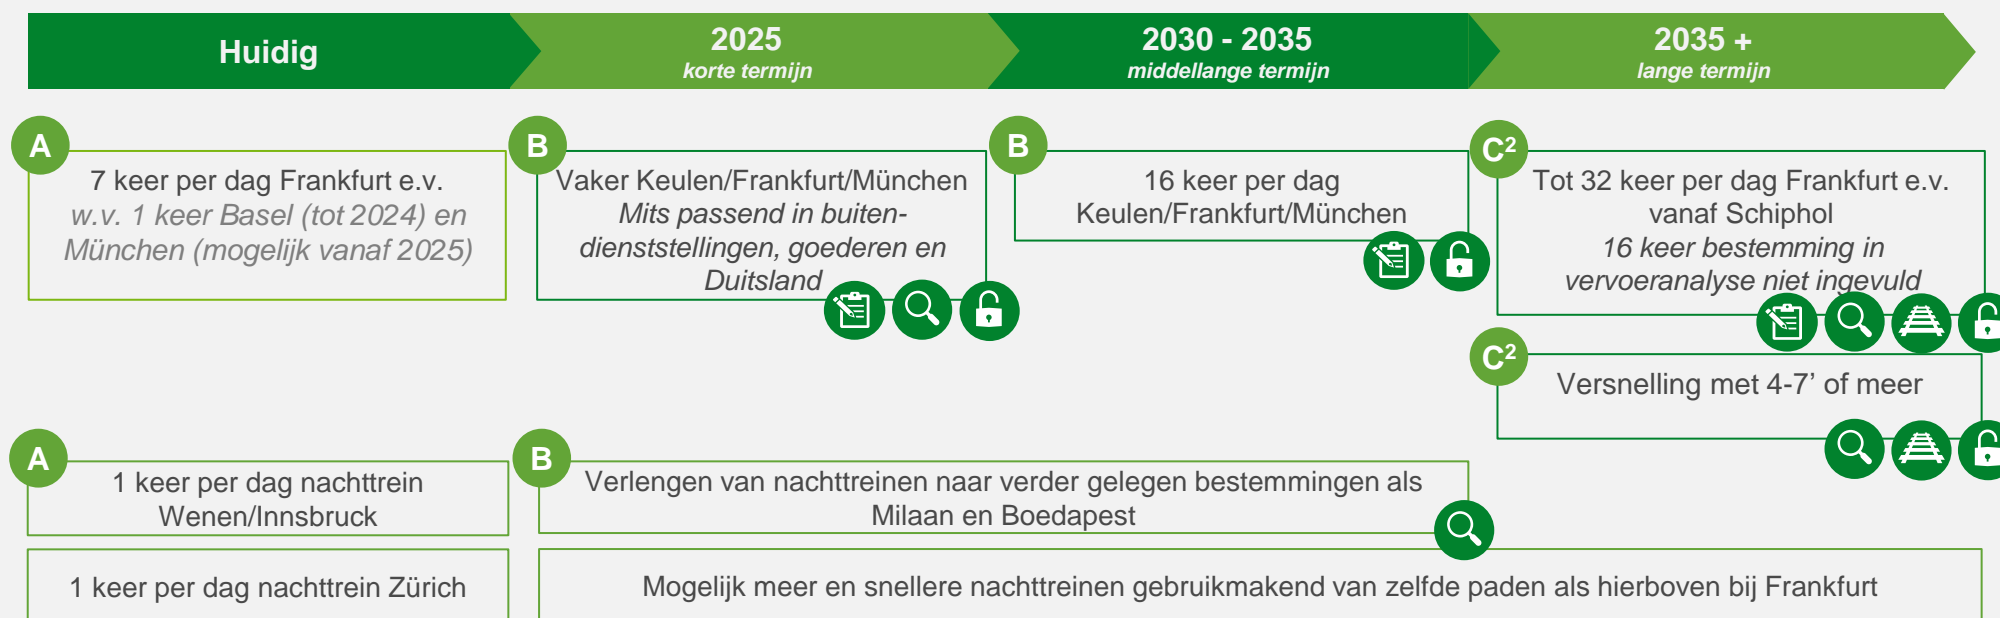 Huidig
2025
korte termijn
2030 - 2035
middellange termijn
2035 +
lange termijn
A
7 keer per dag Frankfurt e.v.
w.v. 1 keer Basel (tot 2024) en
München (mogelijk vanaf 2025)
B
Vaker Keulen/Frankfurt/München
Mits passend in buiten-
dienststellingen, goederen en
Duitsland
B
16 keer per dag
Keulen/Frankfurt/München
C²
Tot 32 keer per dag Frankfurt e.v.
vanaf Schiphol
16 keer bestemming in
vervoeranalyse niet ingevuld
C²
Versnelling met 4-7’ of meer
A
1 keer per dag nachttrein
Wenen/Innsbruck
B
Verlengen van nachttreinen naar verder gelegen bestemmingen als
Milaan en Boedapest
1 keer per dag nachttrein Zürich
Mogelijk meer en snellere nachttreinen gebruikmakend van zelfde paden als hierboven bij Frankfurt